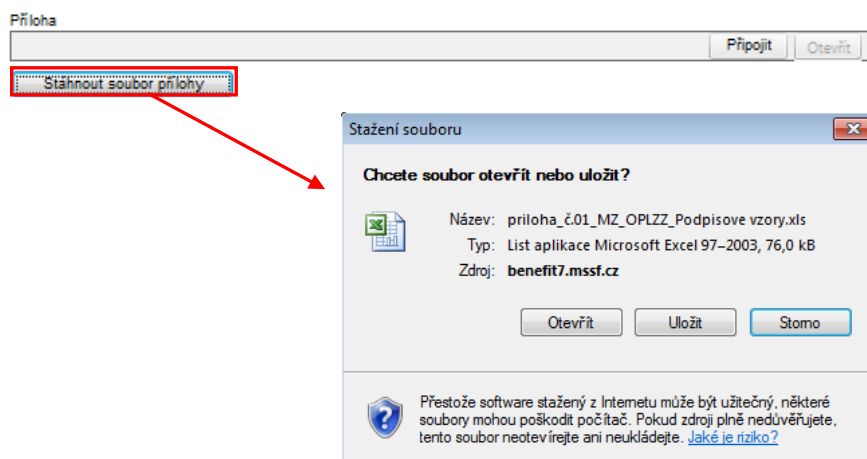 Příloha
Připojit
Otevřít
Stáhnout soubor přílohy
Stažení souboru
Chcete soubor otevřít nebo uložit?
Název: priloha_č.01_MZ_OPLZZ_Podpisove vzory.xls
Typ: List aplikace Microsoft Excel 97–2003, 76,0 kB
Zdroj: benefit7.mssf.cz
Otevřít Uložit Storno
Přestože software stažený z Internetu může být užitečný, některé
soubory mohou poškodit počítač. Pokud zdroji plně nedůvěřujete,
tento soubor neotevírejte ani neukládejte. Jaké je riziko?